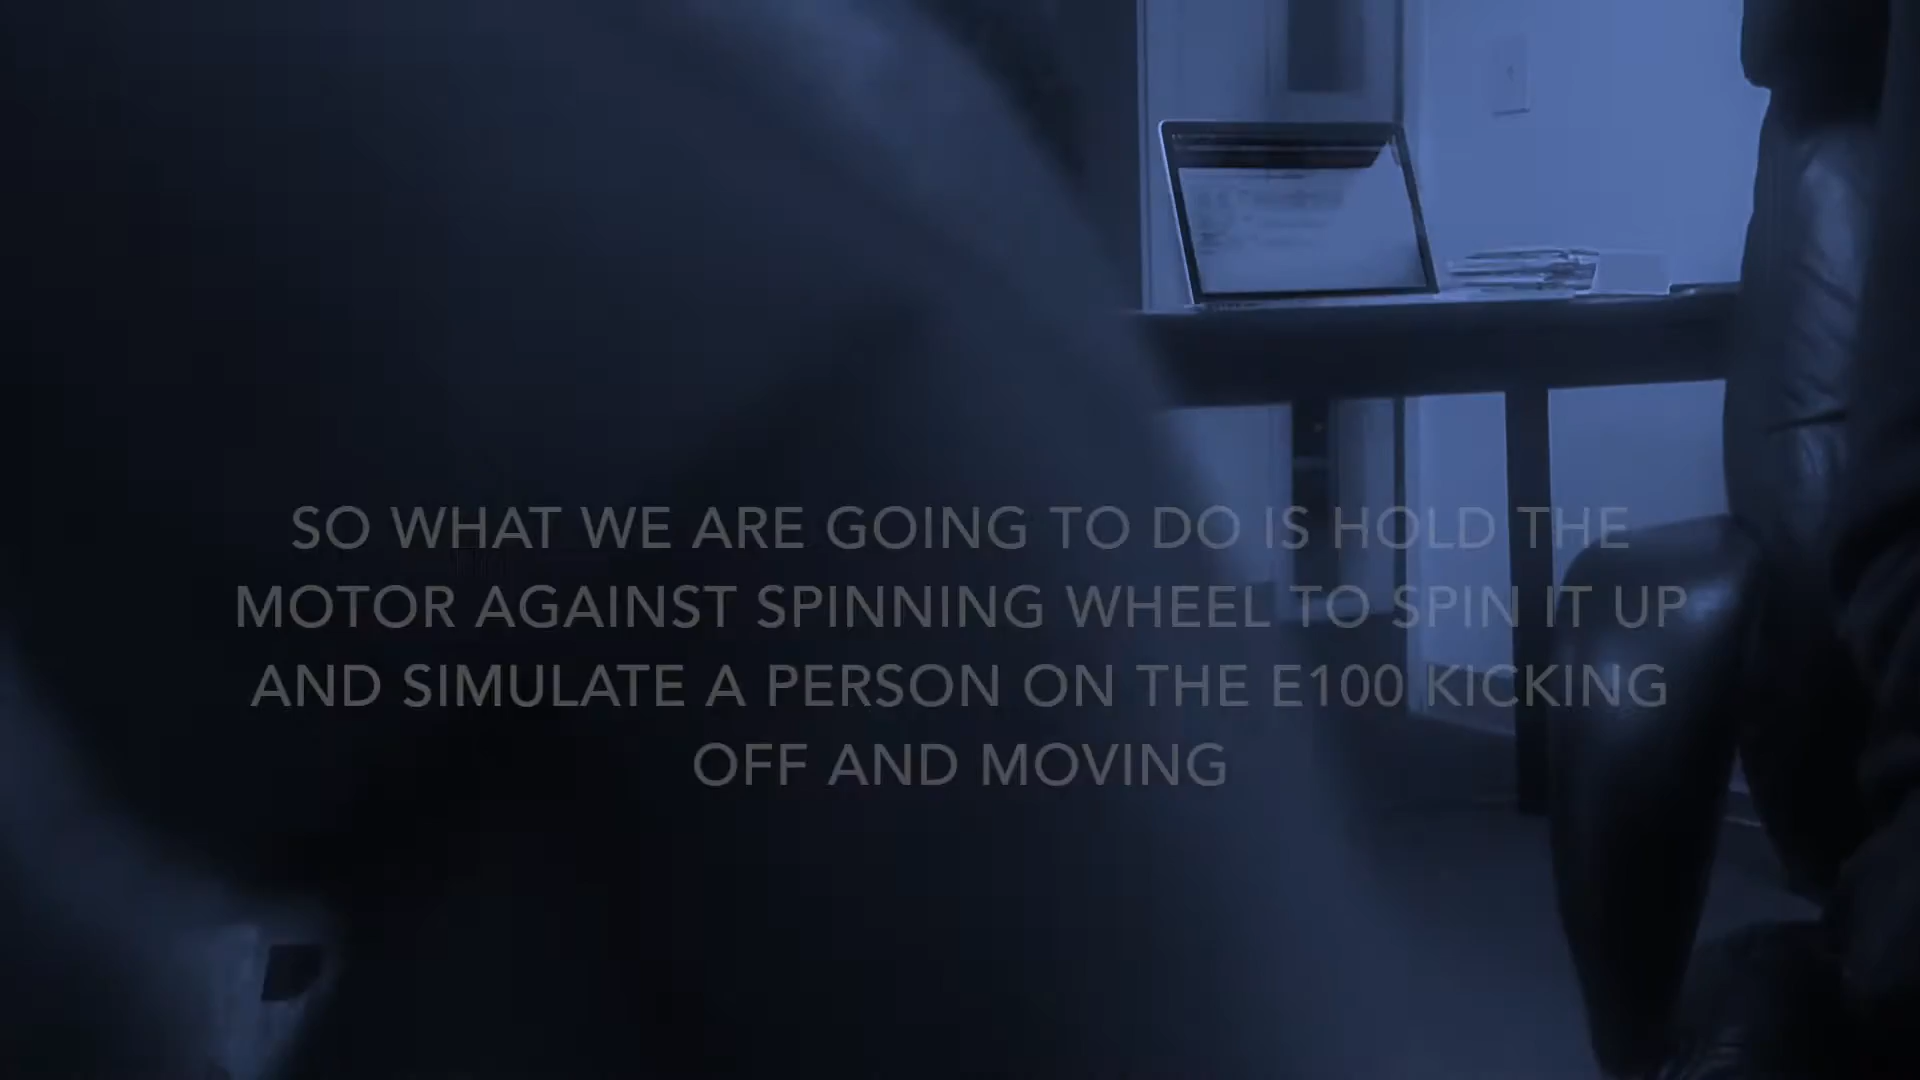 SO WHAT WE ARE GOING TO DO IS HOLD THE
MOTOR AGAINST SPINNING WHEEL TO SPIN IT UP
AND SIMULATE A PERSON ON THE E100 KICKING
OFF AND MOVING